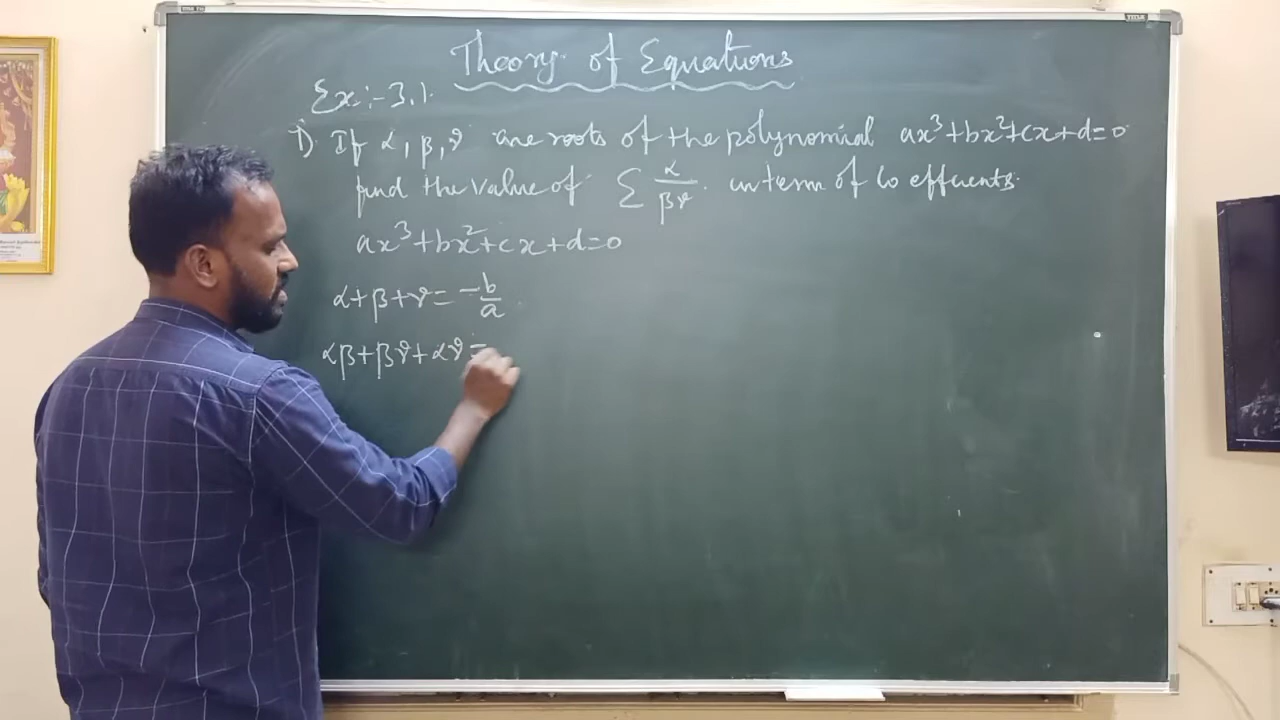 Theory of Equations
Ex:-3.1
1) If α, β, γ are roots of the polynomial ax³+bx²+cx+d=0
find the value of Σ α/βγ in term of co efficents.
ax³+bx²+cx+d=0
α+β+γ= -b/a
αβ+βγ+αγ=